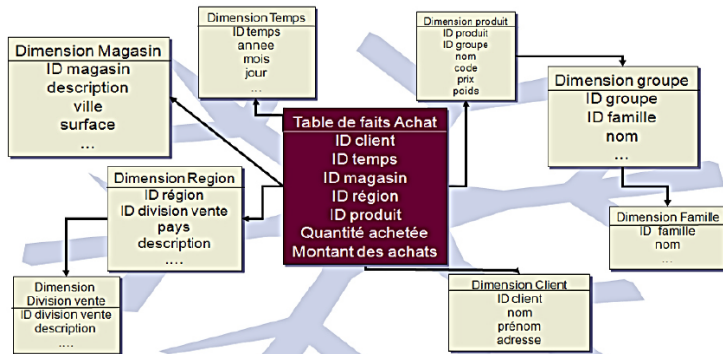 Dimension Magasin
ID magasin
description
ville
surface
...
Dimension Temps
ID temps
annee
mois
jour
...
Dimension produit
ID produit
ID groupe
nom
code
prix
poids
Dimension groupe
ID groupe
ID famille
nom
...
Table de faits Achat
ID client
ID temps
ID magasin
ID région
ID produit
Quantité achetée
Montant des achats
Dimension Region
ID région
ID division vente
pays
description
....
Dimension Famille
ID famille
nom
...
Dimension
Division vente
ID division vente
description
....
Dimension Client
ID client
nom
prénom
adresse